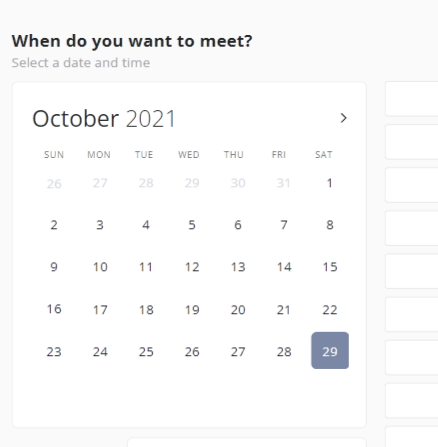 When do you want to meet?
Select a date and time
October 2021
SUN MON TUE WED THU FRI SAT
26 27 28 29 30 31 1
2 3 4 5 6 7 8
9 10 11 12 13 14 15
16 17 18 19 20 21 22
23 24 25 26 27 28 29